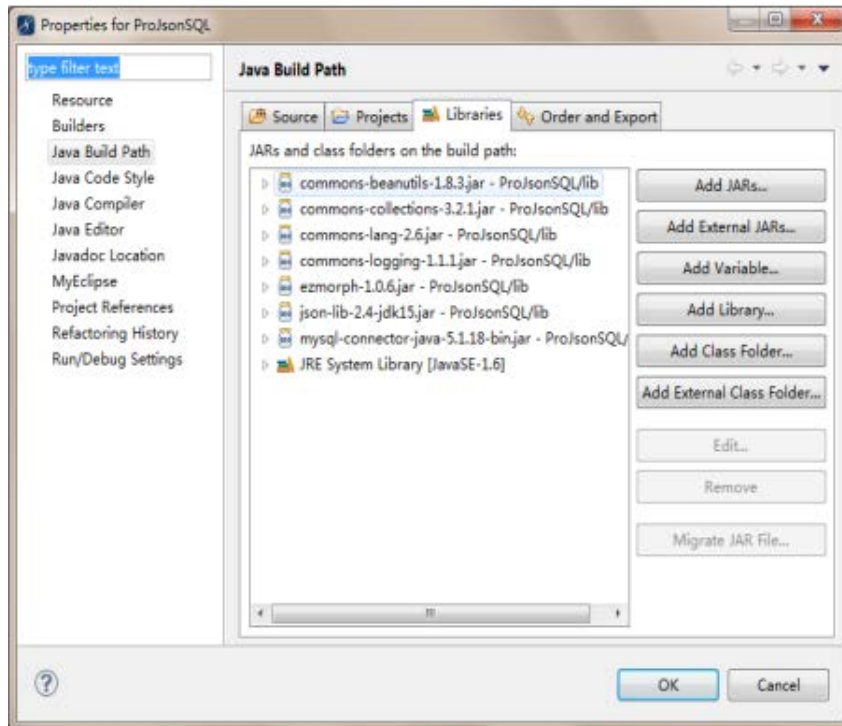 Properties for ProJsonSQL
type filter text
Resource
Builders
Java Build Path
Java Code Style
Java Compiler
Java Editor
Javadoc Location
MyEclipse
Project References
Refactoring History
Run/Debug Settings
Java Build Path
Source Projects Libraries Order and Export
JARs and class folders on the build path:
commons-beanutils-1.8.3.jar - ProJsonSQL/lib
commons-collections-3.2.1.jar - ProJsonSQL/lib
commons-lang-2.6.jar - ProJsonSQL/lib
commons-logging-1.1.1.jar - ProJsonSQL/lib
ezmorph-1.0.6.jar - ProJsonSQL/lib
json-lib-2.4-jdk15.jar - ProJsonSQL/lib
mysql-connector-java-5.1.18-bin.jar - ProJsonSQL/
JRE System Library [JavaSE-1.6]
Add JARs...
Add External JARs...
Add Variable...
Add Library...
Add Class Folder...
Add External Class Folder...
Edit...
Remove
Migrate JAR File...
OK
Cancel